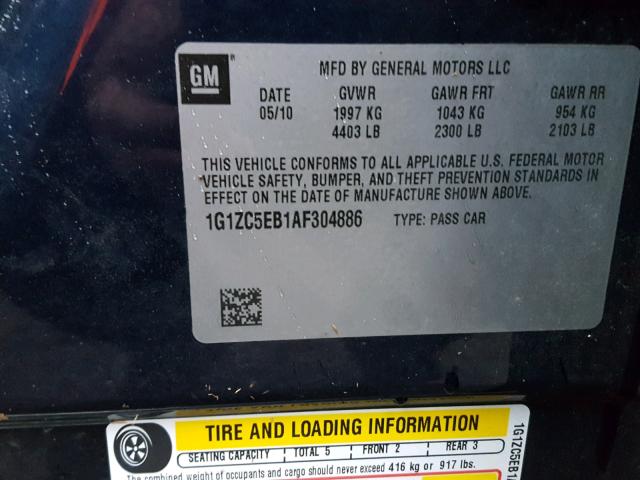 GM
MFD BY GENERAL MOTORS LLC
DATE GVWR GAWR FRT GAWR RR
05/10 1997 KG 1043 KG 954 KG
4403 LB 2300 LB 2103 LB
THIS VEHICLE CONFORMS TO ALL APPLICABLE U.S. FEDERAL MOTOR
VEHICLE SAFETY, BUMPER, AND THEFT PREVENTION STANDARDS IN
EFFECT ON THE DATE OF MANUFACTURE SHOWN ABOVE.
1G1ZC5EB1AF304886 TYPE: PASS CAR
TIRE AND LOADING INFORMATION
SEATING CAPACITY TOTAL 5 FRONT 2 REAR 3
The combined weight of occupants and cargo should never exceed 416 kg or 917 lbs.
1G1ZC5EB1